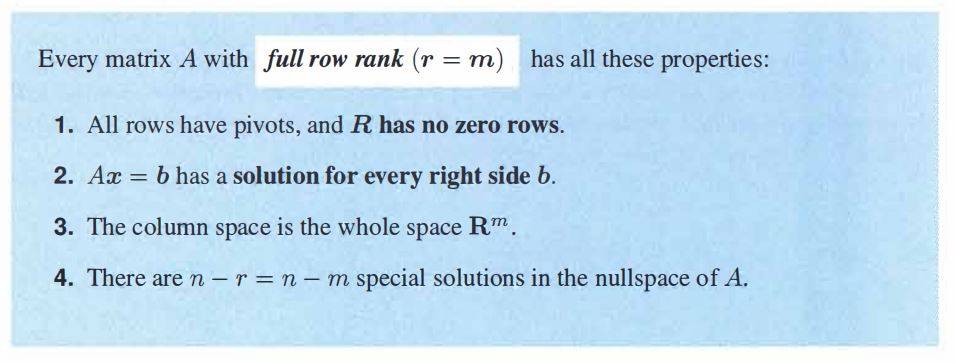 Every matrix A with full row rank (r = m) has all these properties:
1. All rows have pivots, and R has no zero rows.
2. Ax = b has a solution for every right side b.
3. The column space is the whole space Rᵐ.
4. There are n − r = n − m special solutions in the nullspace of A.